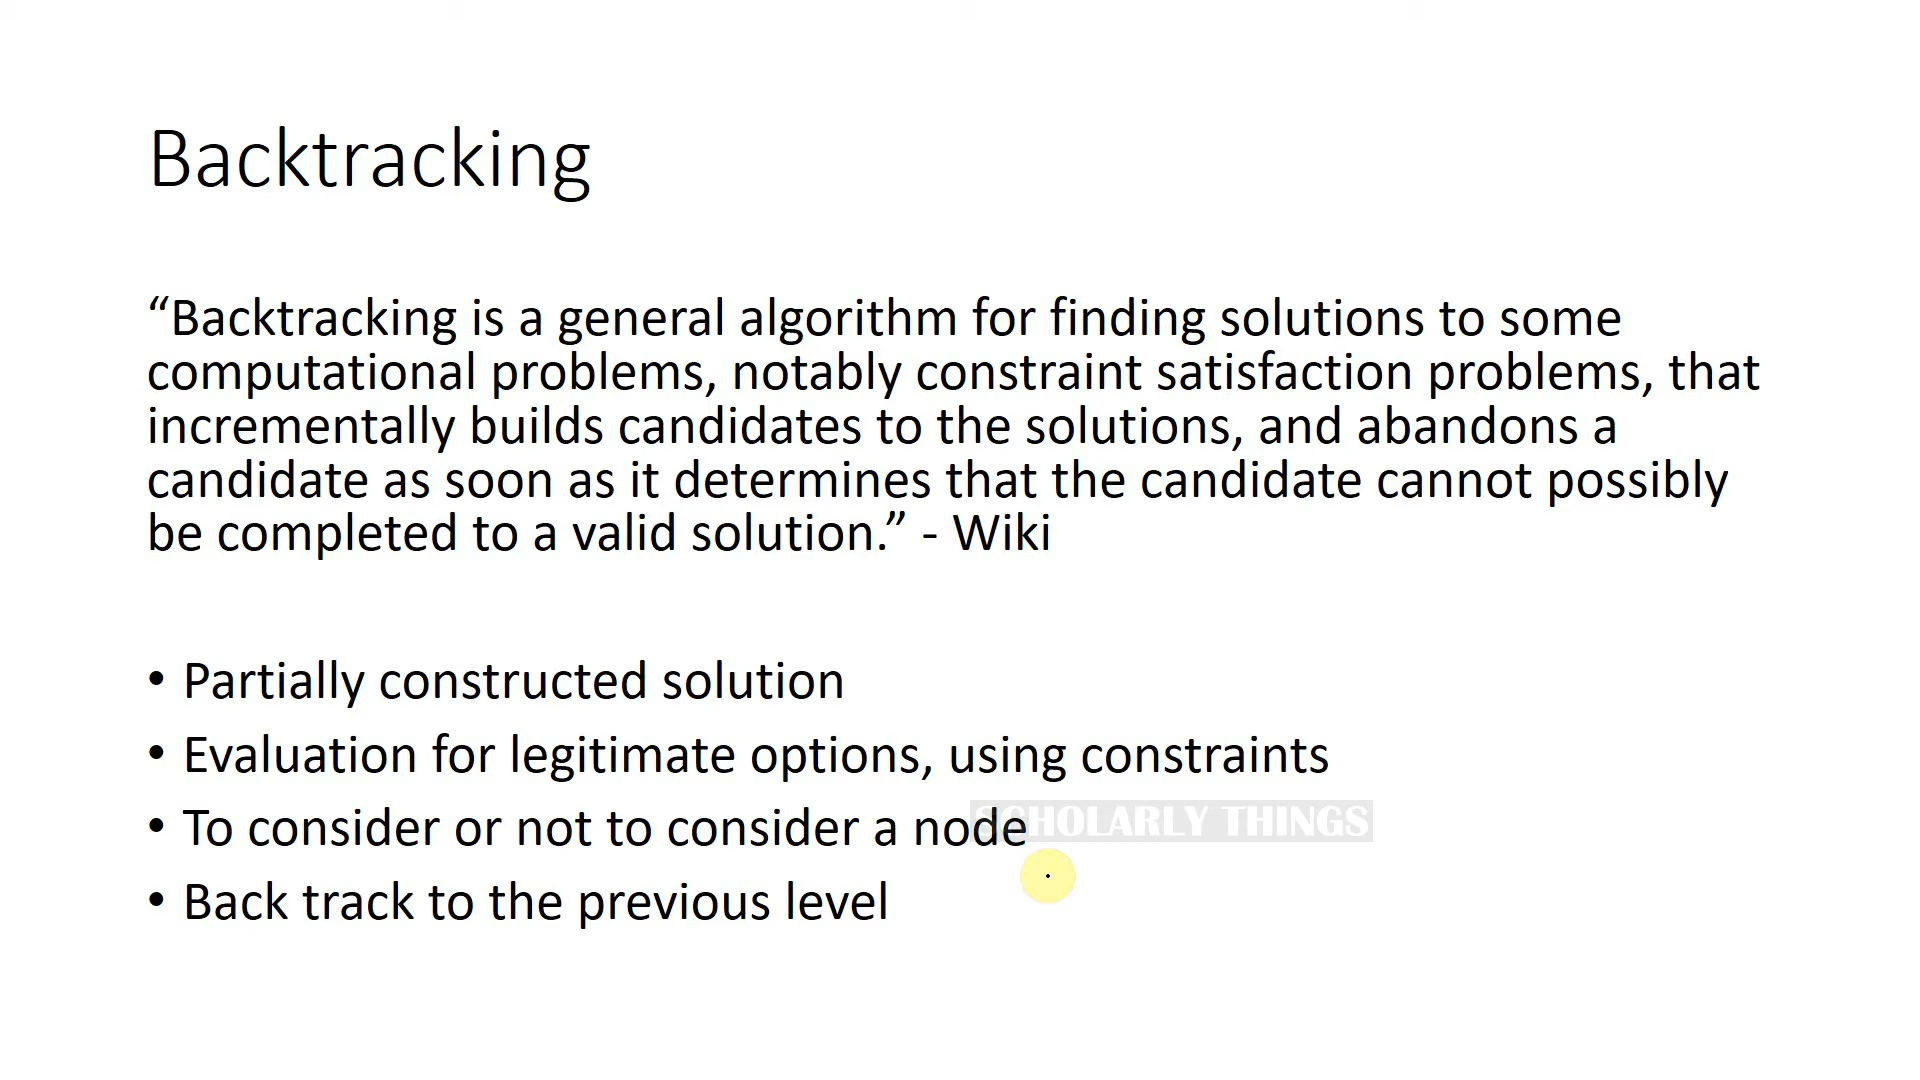 Backtracking
“Backtracking is a general algorithm for finding solutions to some
computational problems, notably constraint satisfaction problems, that
incrementally builds candidates to the solutions, and abandons a
candidate as soon as it determines that the candidate cannot possibly
be completed to a valid solution.” - Wiki
• Partially constructed solution
• Evaluation for legitimate options, using constraints
• To consider or not to consider a node
SCHOLARLY THINGS
• Back track to the previous level